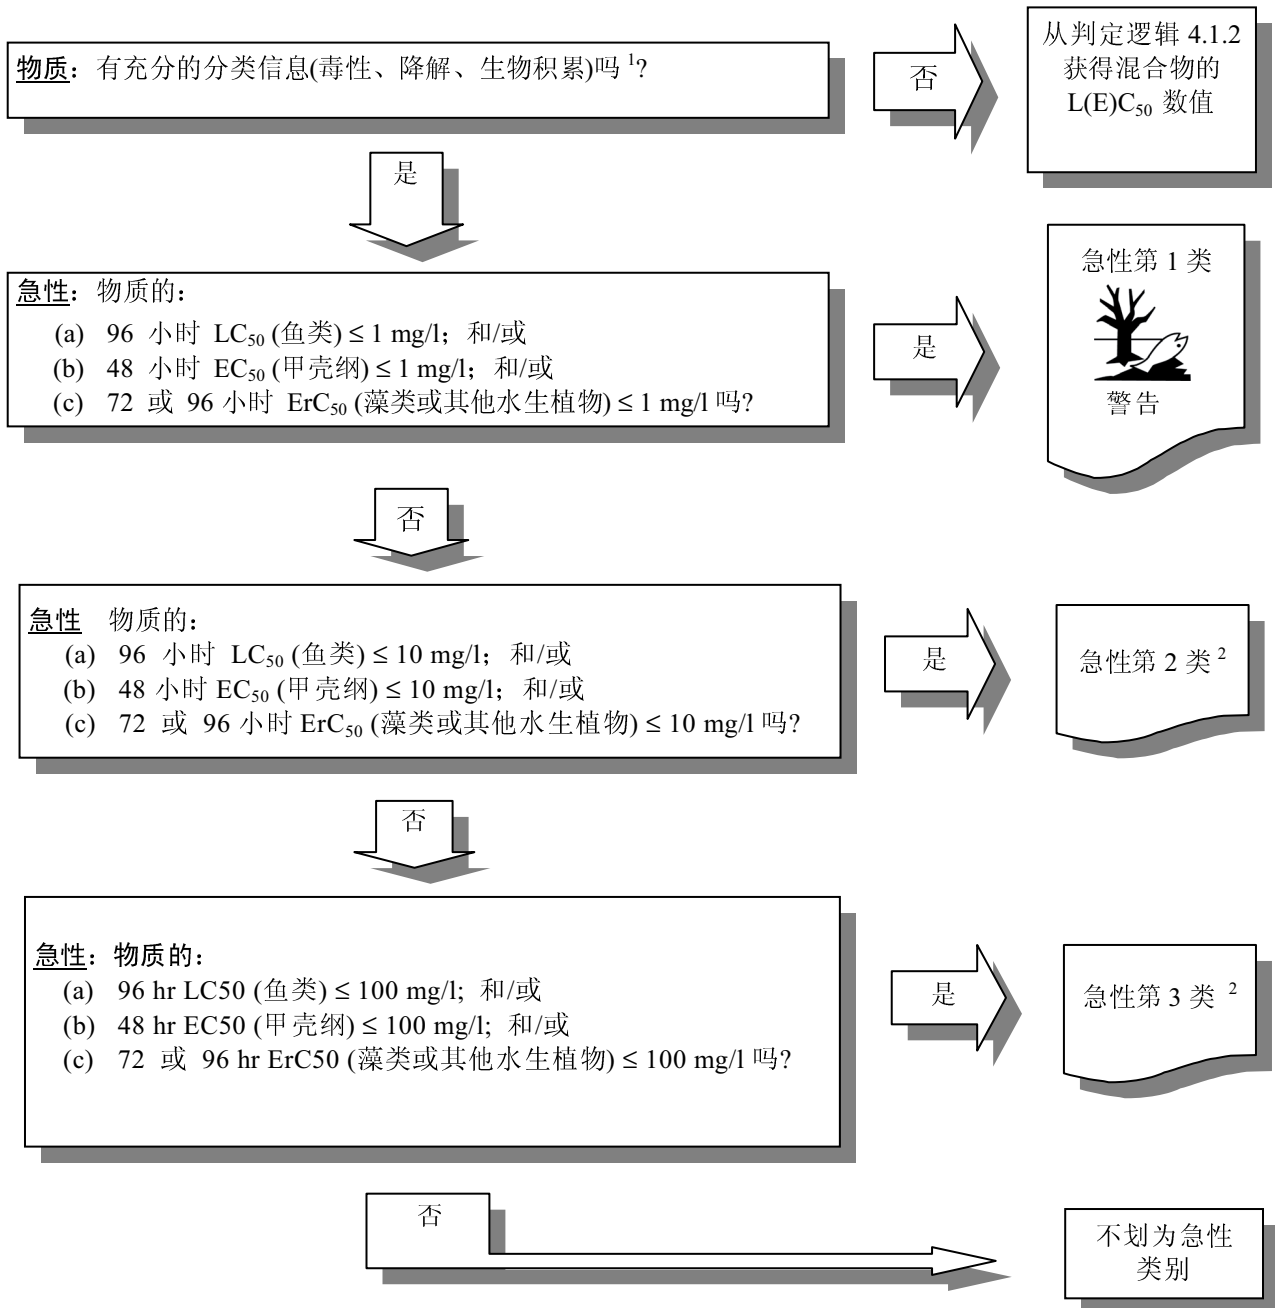 物质：有充分的分类信息(毒性、降解、生物积累)吗 1?
否
从判定逻辑 4.1.2
获得混合物的
L(E)C50 数值
是
急性：物质的：
(a) 96 小时 LC50 (鱼类) ≤ 1 mg/l；和/或
(b) 48 小时 EC50 (甲壳纲) ≤ 1 mg/l；和/或
(c) 72 或 96 小时 ErC50 (藻类或其他水生植物) ≤ 1 mg/l 吗?
是
急性第 1 类
警告
否
急性 物质的：
(a) 96 小时 LC50 (鱼类) ≤ 10 mg/l；和/或
(b) 48 小时 EC50 (甲壳纲) ≤ 10 mg/l；和/或
(c) 72 或 96 小时 ErC50 (藻类或其他水生植物) ≤ 10 mg/l 吗?
是
急性第 2 类 2
否
急性：物质的：
(a) 96 hr LC50 (鱼类) ≤ 100 mg/l; 和/或
(b) 48 hr EC50 (甲壳纲) ≤ 100 mg/l; 和/或
(c) 72 或 96 hr ErC50 (藻类或其他水生植物) ≤ 100 mg/l 吗?
是
急性第 3 类 2
否
不划为急性
类别